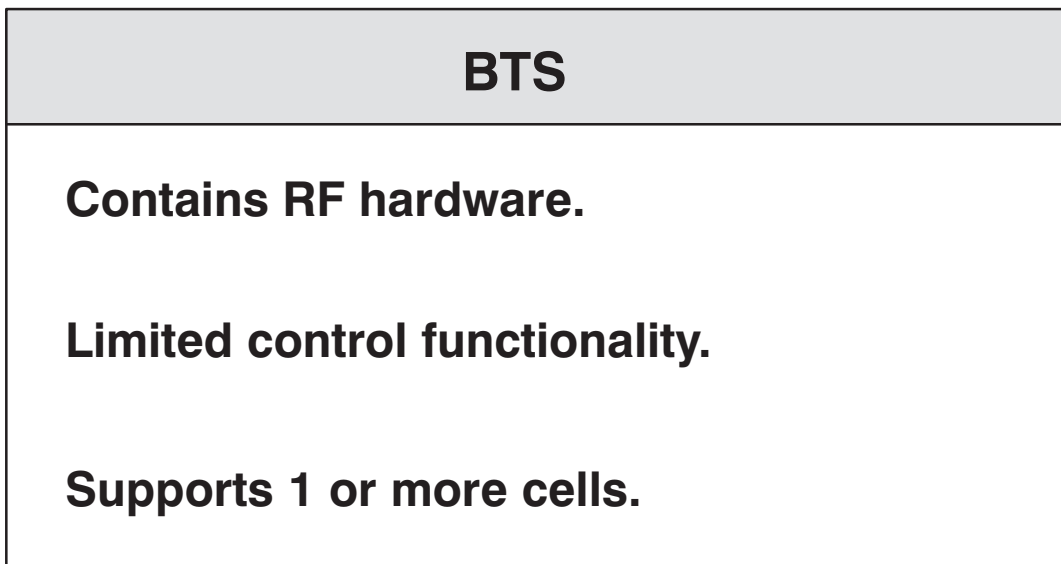 BTS
Contains RF hardware.
Limited control functionality.
Supports 1 or more cells.